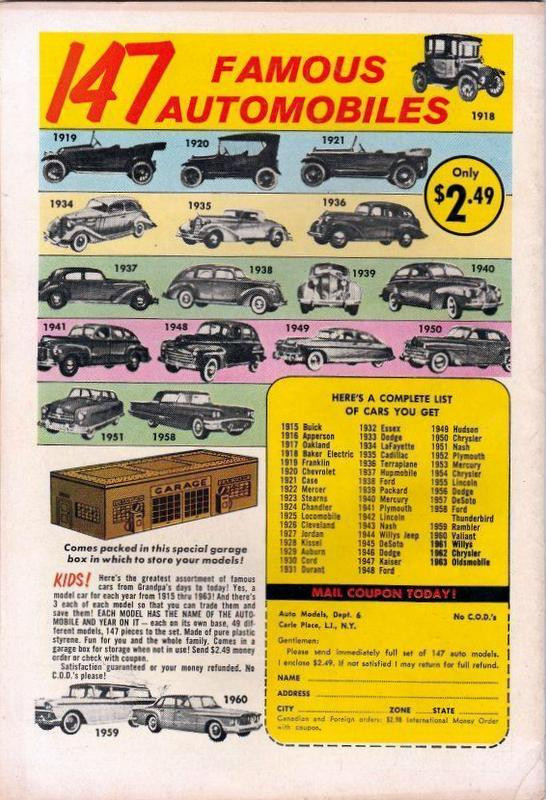 147 FAMOUS
AUTOMOBILES
1918
1919
1920
1921
Only
$2.49
1934
1935
1936
1937
1938
1939
1940
1941
1948
1949
1950
1951
1958
GARAGE
Comes packed in this special garage
box in which to store your models!
KIDS! Here's the greatest assortment of famous
cars from Grandpa's days to today! Yes, a
model car for each year from 1915 thru 1963! And there's
3 each of each model so that you can trade them and
save them! EACH MODEL HAS THE NAME OF THE AUTO-
MOBILE AND YEAR ON IT — each on its own base, 49 dif-
ferent models, 147 pieces to the set. Made of pure plastic
styrene. Fun for you and the whole family. Comes in a
garage box for storage when not in use! Send $2.49 money
order or check with coupon.
Satisfaction guaranteed or your money refunded. No
C.O.D.'s please!
1959
1960
HERE'S A COMPLETE LIST
OF CARS YOU GET
1915 Buick
1916 Apperson
1917 Oakland
1918 Baker Electric
1919 Franklin
1920 Chevrolet
1921 Case
1922 Mercer
1923 Stearns
1924 Chandler
1925 Locomobile
1926 Cleveland
1927 Jordan
1928 Kissel
1929 Auburn
1930 Cord
1931 Durant
1932 Essex
1933 Dodge
1934 LaFayette
1935 Cadillac
1936 Terraplane
1937 Hupmobile
1938 Ford
1939 Packard
1940 Mercury
1941 Plymouth
1942 Lincoln
1943 Nash
1944 Willys Jeep
1945 DeSoto
1946 Dodge
1947 Kaiser
1948 Ford
1949 Hudson
1950 Chrysler
1951 Nash
1952 Plymouth
1953 Mercury
1954 Chrysler
1955 Lincoln
1956 Dodge
1957 DeSoto
1958 Ford
Thunderbird
1959 Rambler
1960 Valiant
1961 Willys
1962 Chrysler
1963 Oldsmobile
MAIL COUPON TODAY!
Auto Models, Dept. 6 No C.O.D.'s
Carle Place, L.I., N.Y.
Gentlemen:
Please send immediately full set of 147 auto models.
I enclose $2.49. If not satisfied I may return for full refund.
NAME
ADDRESS
CITY ZONE STATE
Canadian and Foreign orders: $2.98 International Money Order
with coupon.